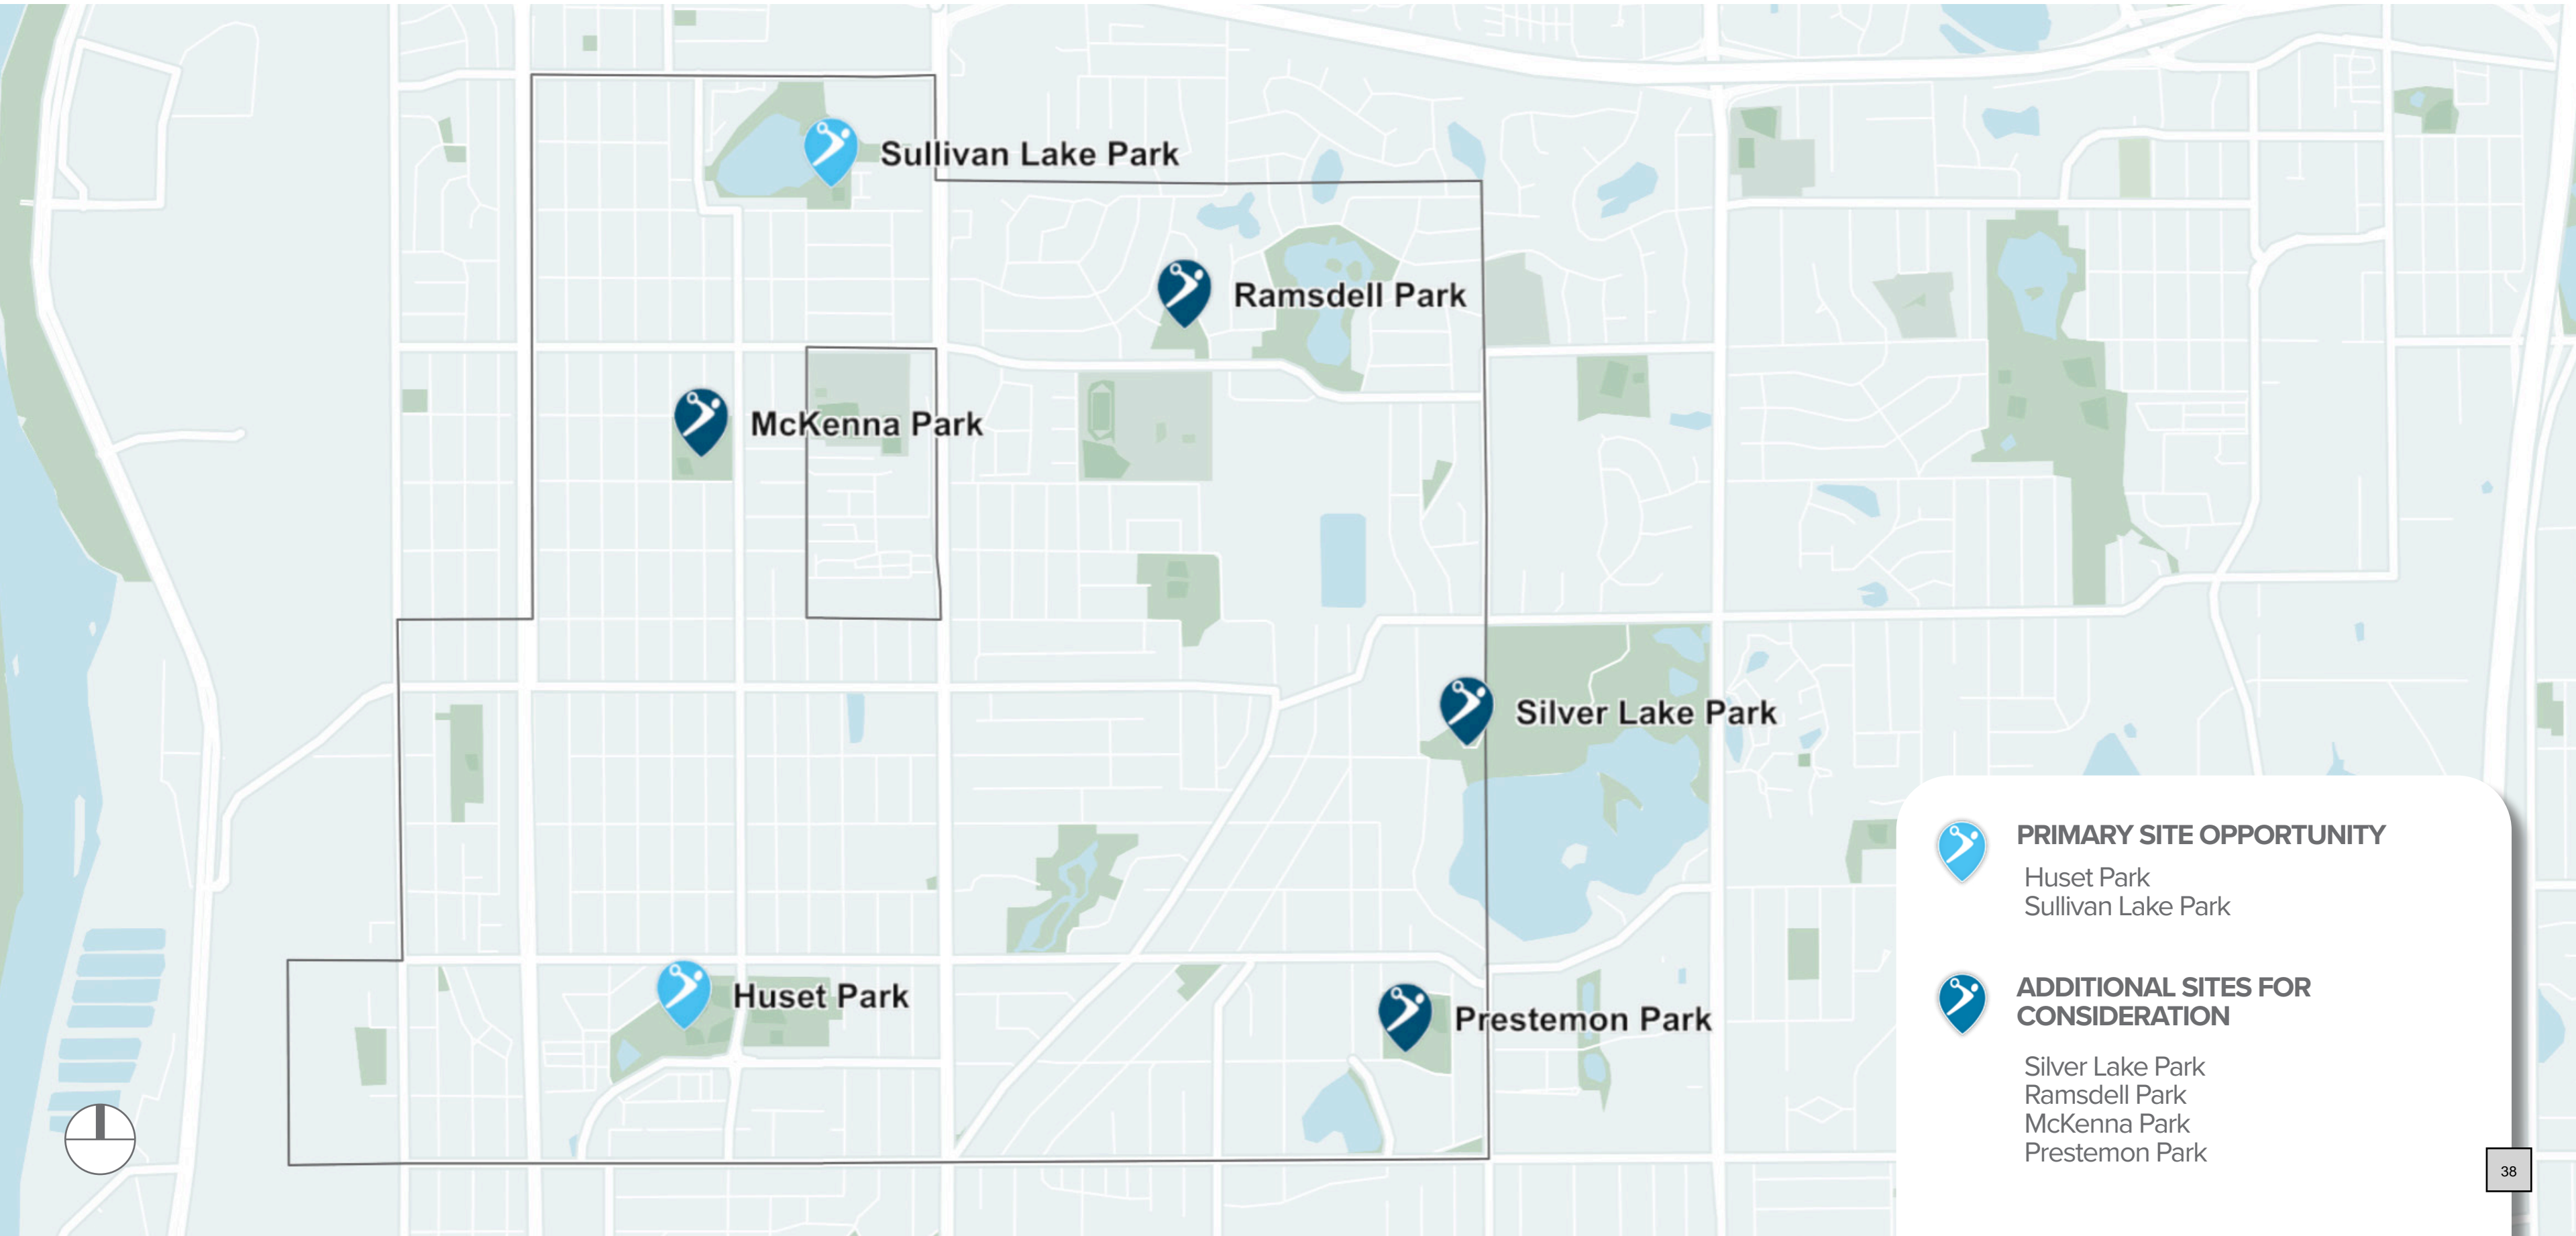 Sullivan Lake Park
Ramsdell Park
McKenna Park
Silver Lake Park
Huset Park
Prestemon Park
PRIMARY SITE OPPORTUNITY
Huset Park
Sullivan Lake Park
ADDITIONAL SITES FOR
CONSIDERATION
Silver Lake Park
Ramsdell Park
McKenna Park
Prestemon Park
38